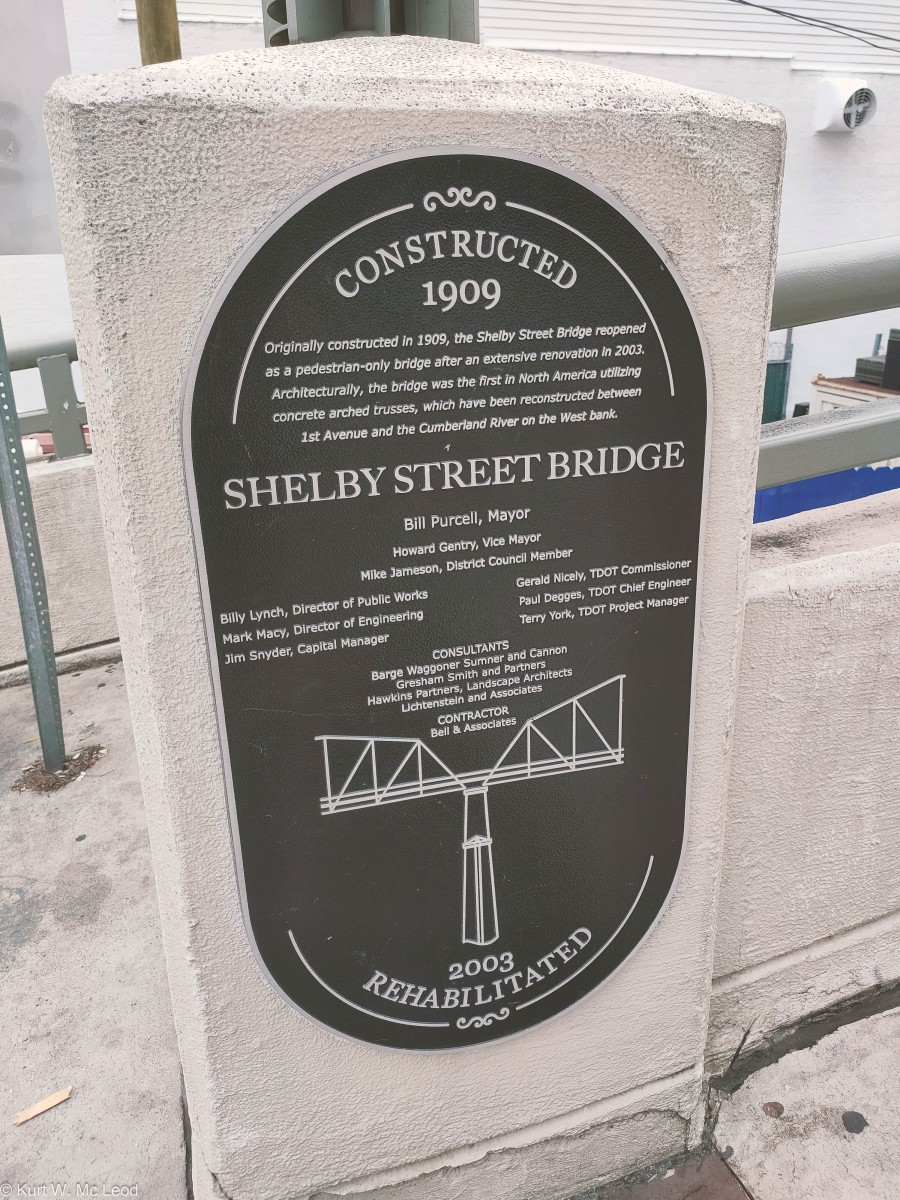 CONSTRUCTED
1909
Originally constructed in 1909, the Shelby Street Bridge reopened
as a pedestrian-only bridge after an extensive renovation in 2003.
Architecturally, the bridge was the first in North America utilizing
concrete arched trusses, which have been reconstructed between
1st Avenue and the Cumberland River on the West bank.
SHELBY STREET BRIDGE
Bill Purcell, Mayor
Howard Gentry, Vice Mayor
Mike Jameson, District Council Member
Billy Lynch, Director of Public Works
Mark Macy, Director of Engineering
Jim Snyder, Capital Manager
Gerald Nicely, TDOT Commissioner
Paul Degges, TDOT Chief Engineer
Terry York, TDOT Project Manager
CONSULTANTS
Barge Waggoner Sumner and Cannon
Gresham Smith and Partners
Hawkins Partners, Landscape Architects
Lichtenstein and Associates
CONTRACTOR
Bell & Associates
2003
REHABILITATED
© Kurt W. Mc Leod